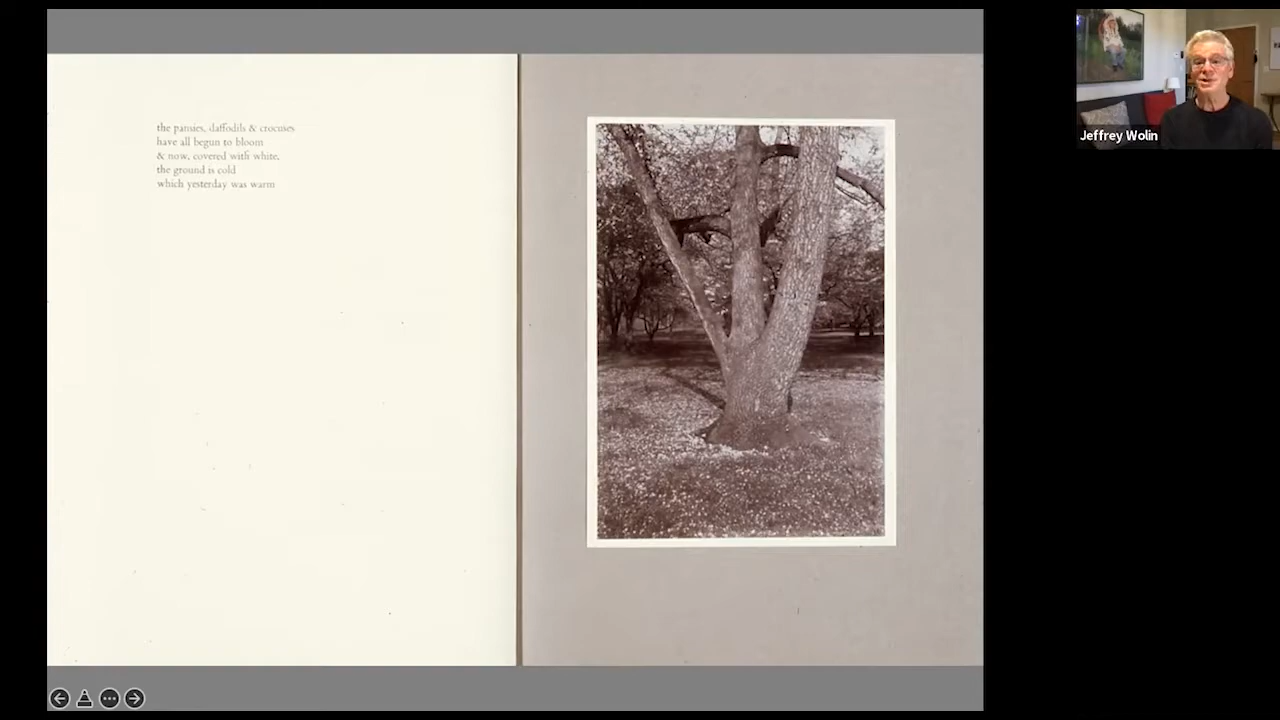 the pansies, daffodils & crocuses
have all begun to bloom
& now, covered with white,
the ground is cold
which yesterday was warm
Jeffrey Wolin